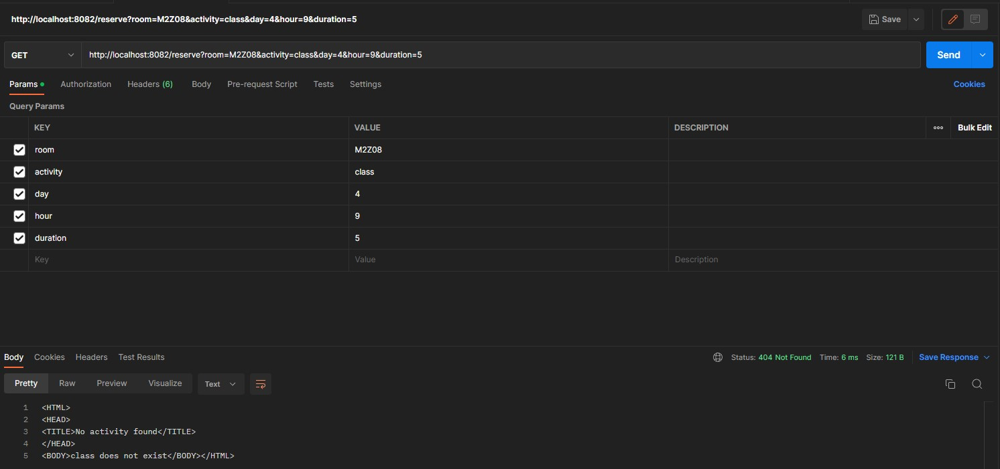 http://localhost:8082/reserve?room=M2Z08&activity=class&day=4&hour=9&duration=5
Save
GET
http://localhost:8082/reserve?room=M2Z08&activity=class&day=4&hour=9&duration=5
Send
Params Authorization Headers (6) Body Pre-request Script Tests Settings Cookies
Query Params
KEY VALUE DESCRIPTION Bulk Edit
room M2Z08
activity class
day 4
hour 9
duration 5
Key Value Description
Body Cookies Headers Test Results Status: 404 Not Found Time: 6 ms Size: 121 B Save Response
Pretty Raw Preview Visualize Text
1 <HTML>
2 <HEAD>
3 <TITLE>No activity found</TITLE>
4 </HEAD>
5 <BODY>class does not exist</BODY></HTML>